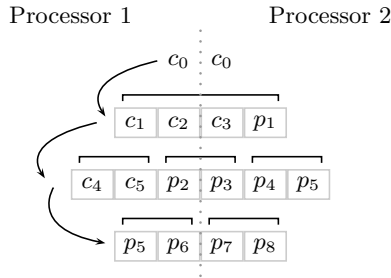 Processor 1 Processor 2
c₀ c₀
c₁ c₂ c₃ p₁
c₄ c₅ p₂ p₃ p₄ p₅
p₅ p₆ p₇ p₈